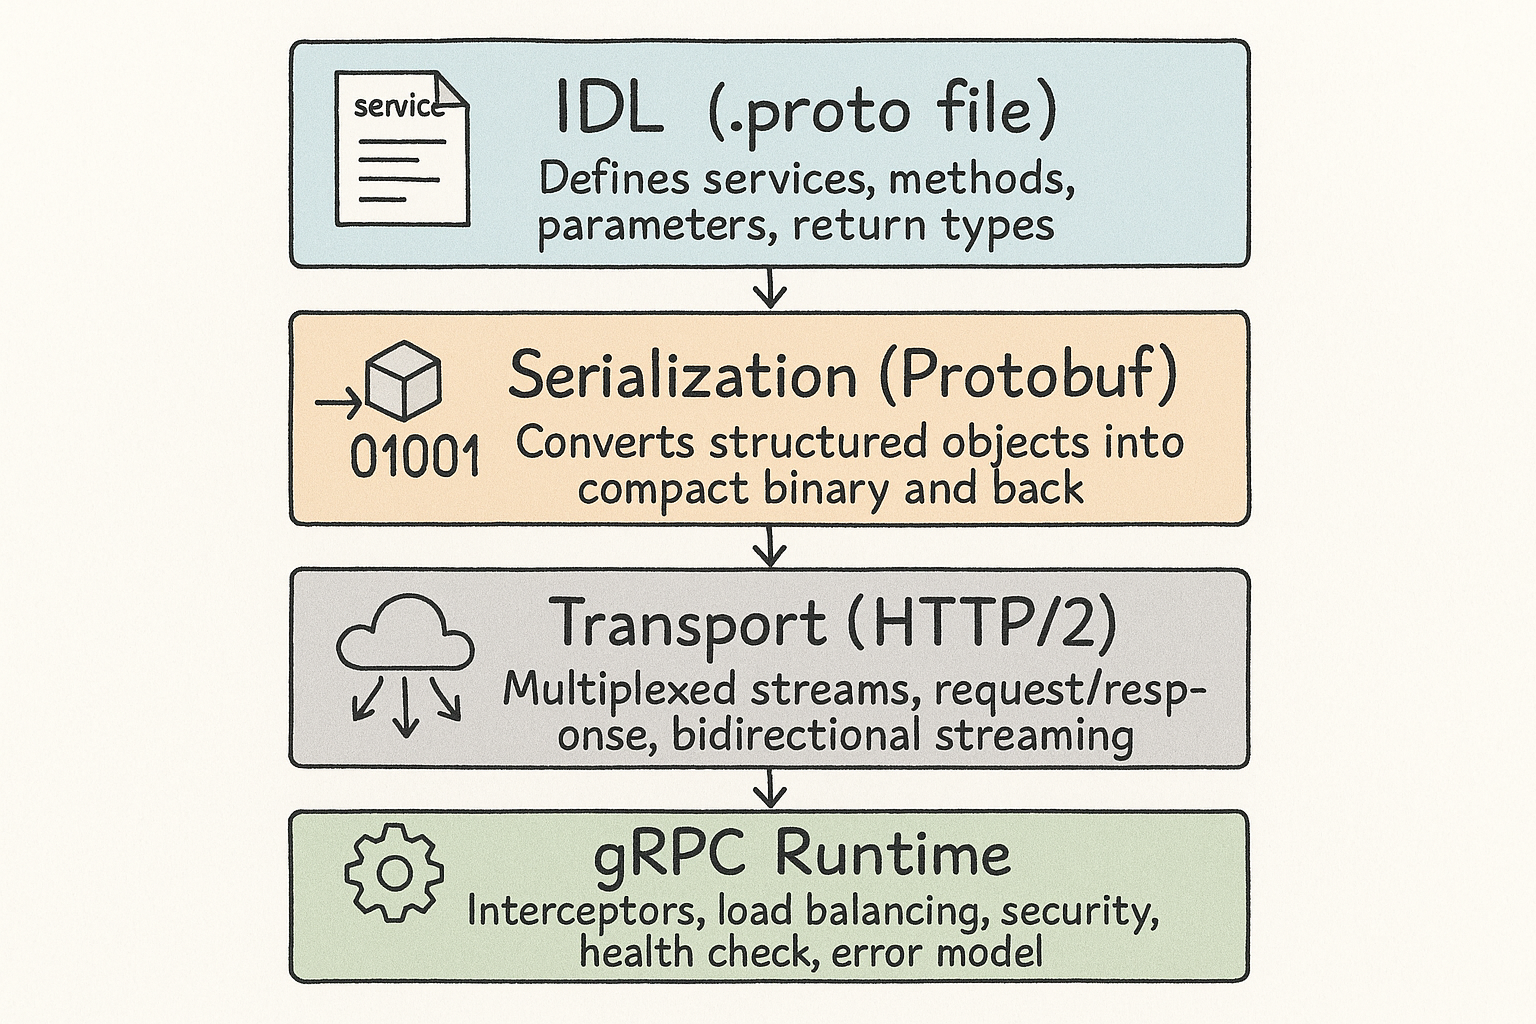 service
IDL (.proto file)
Defines services, methods,
parameters, return types
Serialization (Protobuf)
01001
Converts structured objects into
compact binary and back
Transport (HTTP/2)
Multiplexed streams, request/resp-
onse, bidirectional streaming
gRPC Runtime
Interceptors, load balancing, security,
health check, error model